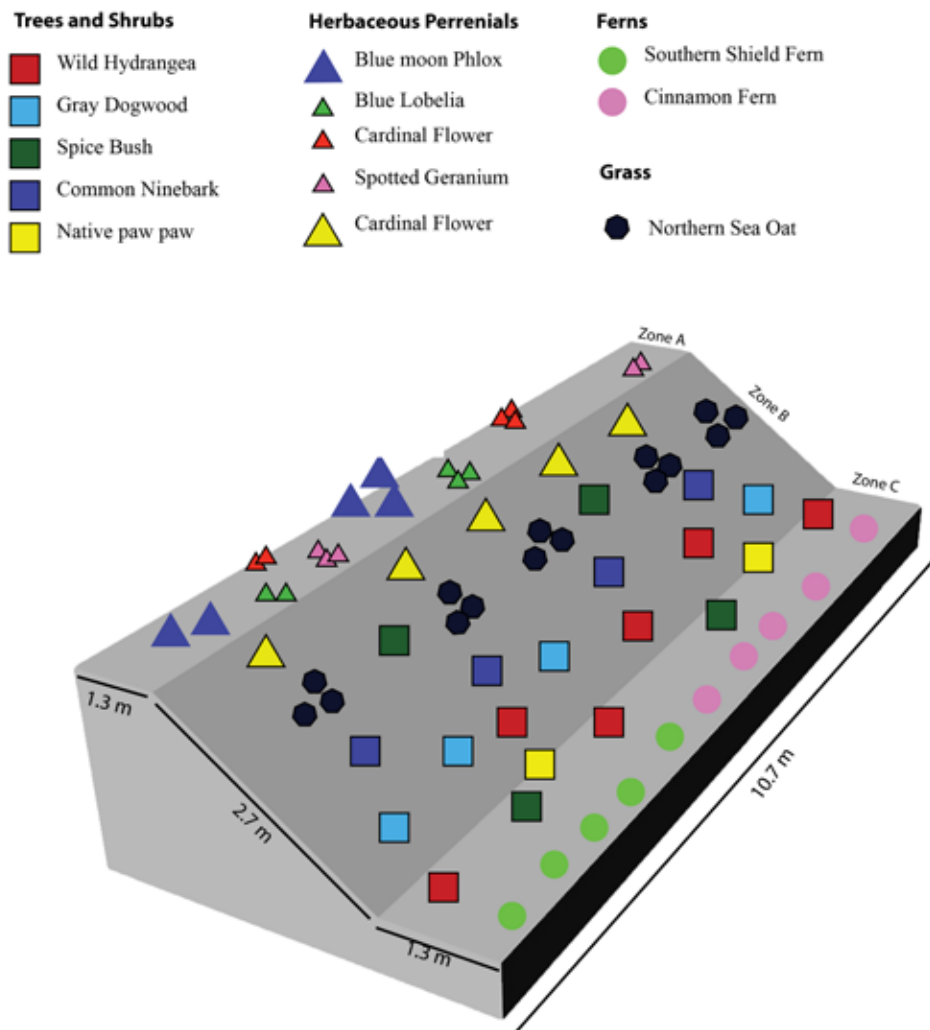 Trees and Shrubs
Wild Hydrangea
Gray Dogwood
Spice Bush
Common Ninebark
Native paw paw
Herbaceous Perrenials
Blue moon Phlox
Blue Lobelia
Cardinal Flower
Spotted Geranium
Cardinal Flower
Ferns
Southern Shield Fern
Cinnamon Fern
Grass
Northern Sea Oat
Zone A
Zone B
Zone C
1.3 m
2.7 m
1.3 m
10.7 m